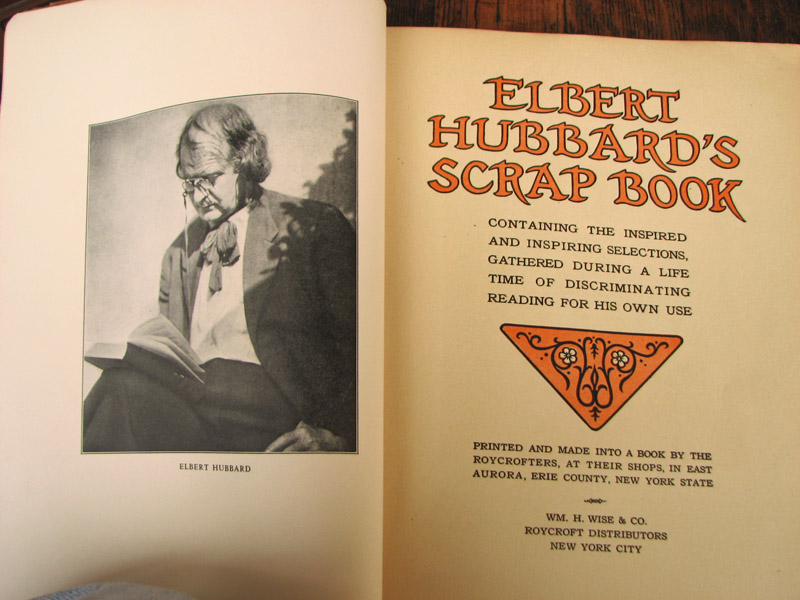 ELBERT HUBBARD
ELBERT
HUBBARD'S
SCRAP BOOK
CONTAINING THE INSPIRED
AND INSPIRING SELECTIONS,
GATHERED DURING A LIFE
TIME OF DISCRIMINATING
READING FOR HIS OWN USE
PRINTED AND MADE INTO A BOOK BY THE
ROYCROFTERS, AT THEIR SHOPS, IN EAST
AURORA, ERIE COUNTY, NEW YORK STATE
WM. H. WISE & CO.
ROYCROFT DISTRIBUTORS
NEW YORK CITY